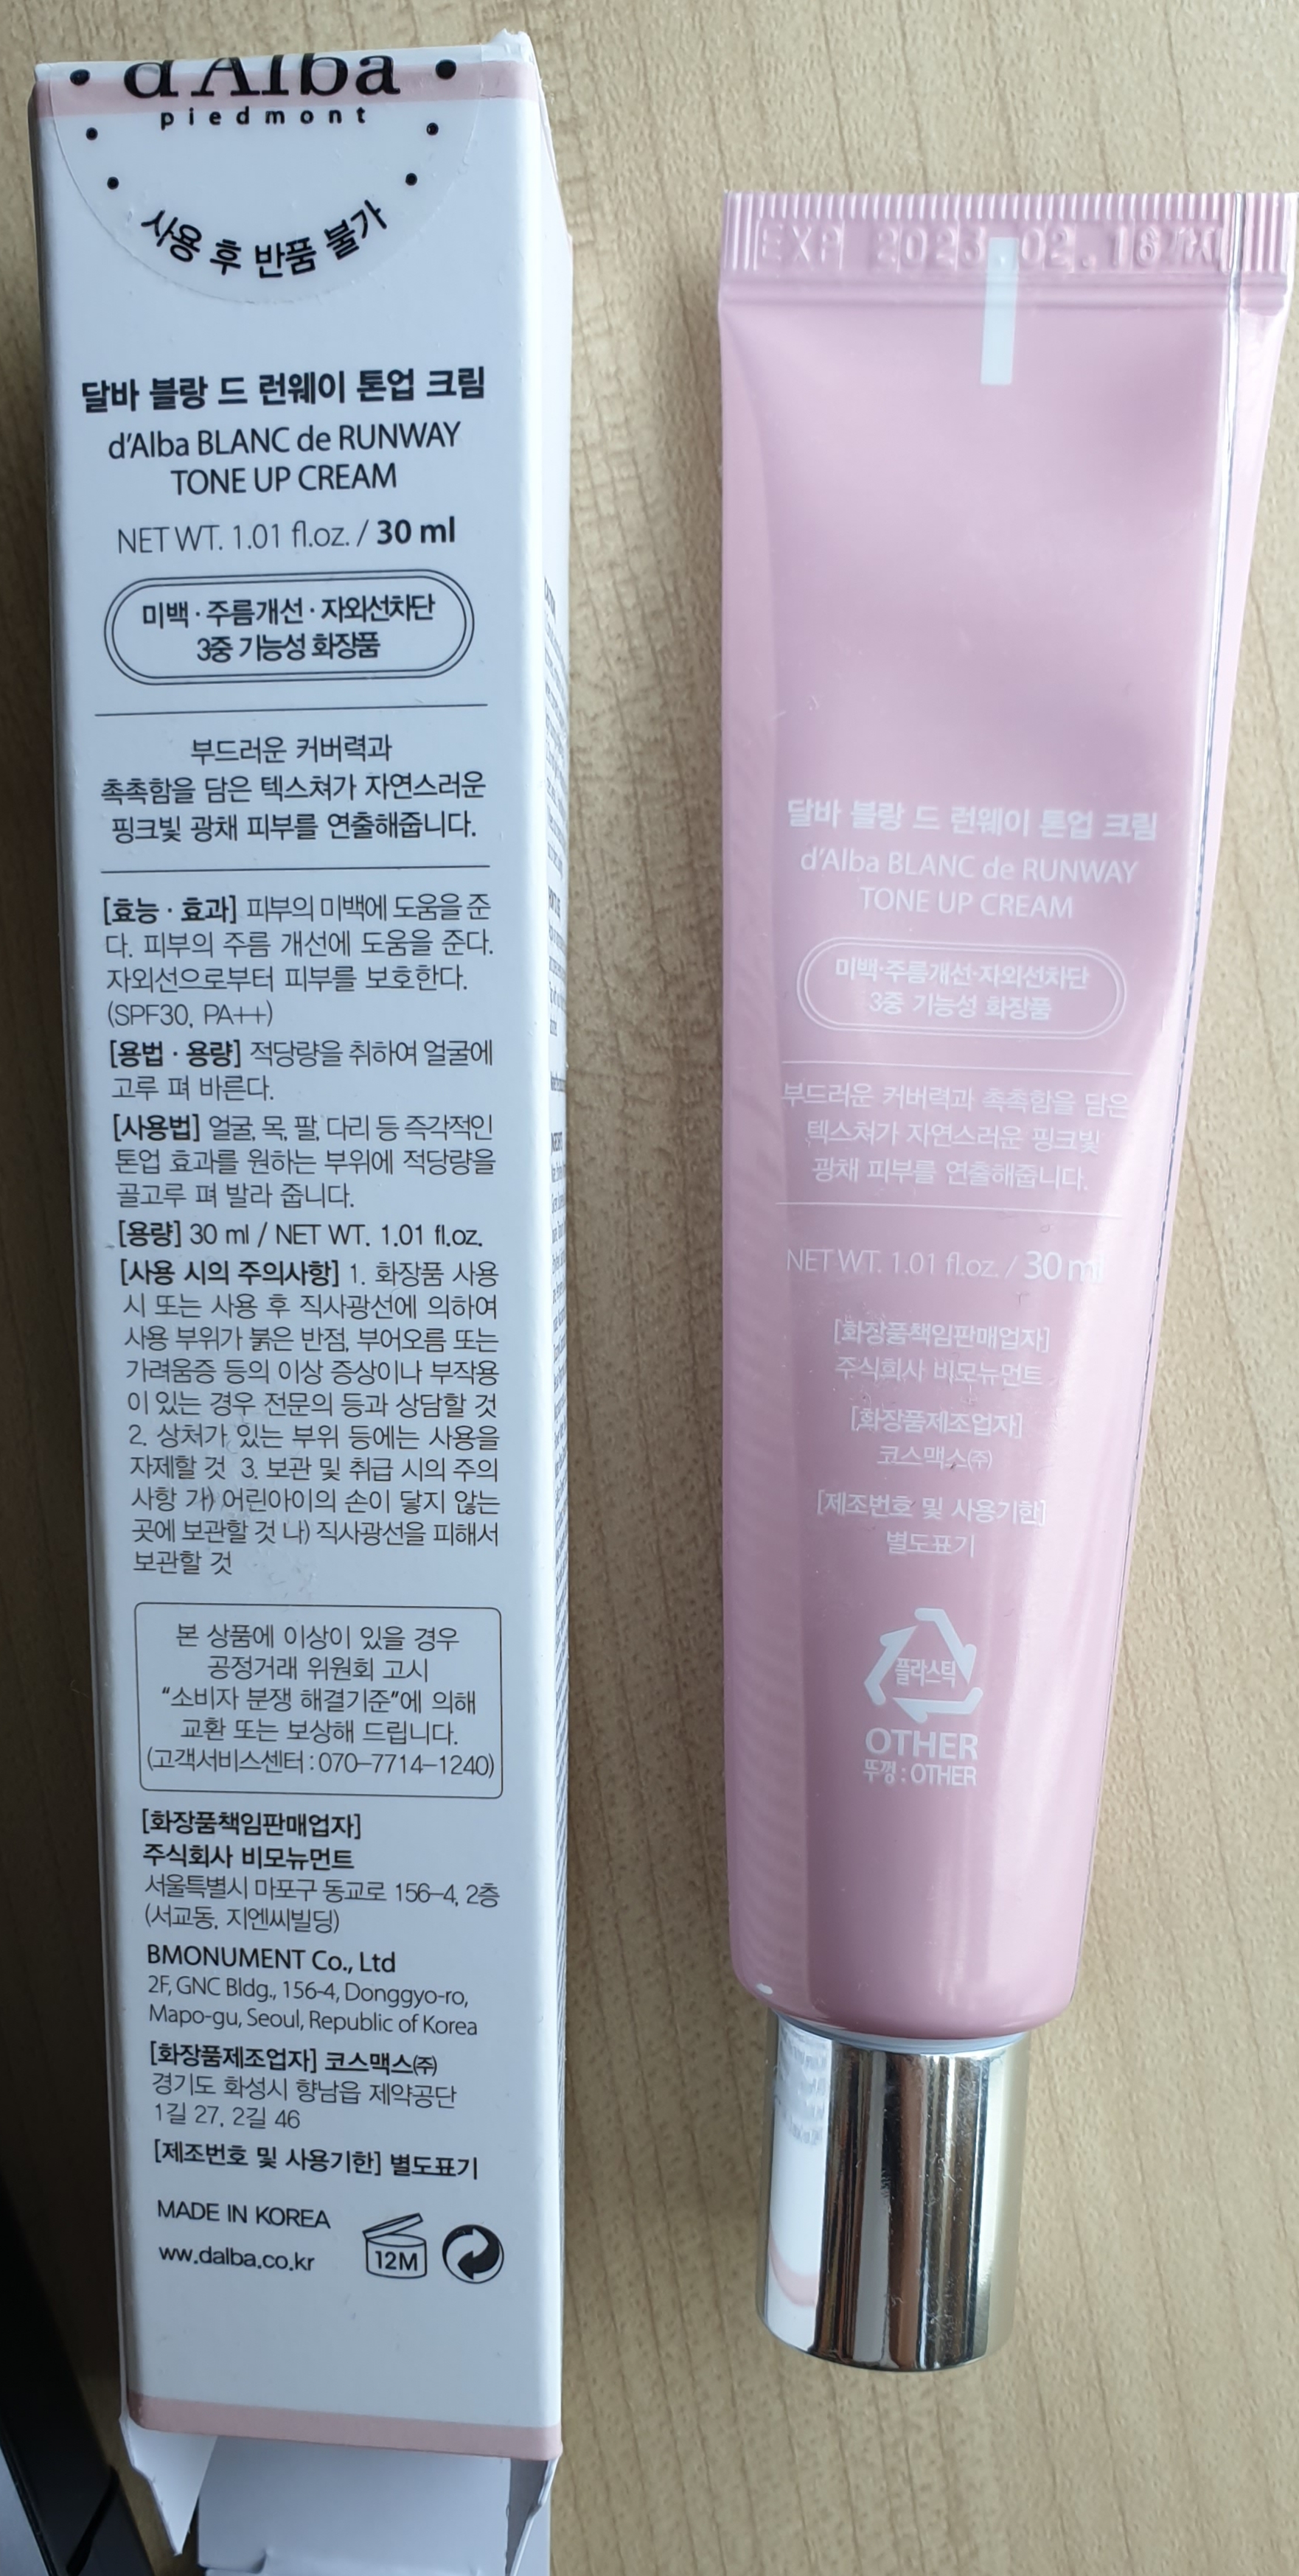 d'Alba
piedmont
사용 후 반품 불가
달바 블랑 드 런웨이 톤업 크림
d'Alba BLANC de RUNWAY
TONE UP CREAM
NET WT. 1.01 fl.oz. / 30 ml
미백 · 주름개선 · 자외선차단
3중 기능성 화장품
부드러운 커버력과
촉촉함을 담은 텍스쳐가 자연스러운
핑크빛 광채 피부를 연출해줍니다.
[효능 · 효과] 피부의 미백에 도움을 준
다. 피부의 주름 개선에 도움을 준다.
자외선으로부터 피부를 보호한다.
(SPF30, PA++)
[용법 · 용량] 적당량을 취하여 얼굴에
고루 펴 바른다.
[사용법] 얼굴, 목, 팔, 다리 등 즉각적인
톤업 효과를 원하는 부위에 적당량을
골고루 펴 발라 줍니다.
[용량] 30 ml / NET WT. 1.01 fl.oz.
[사용 시의 주의사항] 1. 화장품 사용
시 또는 사용 후 직사광선에 의하여
사용 부위가 붉은 반점, 부어오름 또는
가려움증 등의 이상 증상이나 부작용
이 있는 경우 전문의 등과 상담할 것
2. 상처가 있는 부위 등에는 사용을
자제할 것 3. 보관 및 취급 시의 주의
사항 가) 어린아이의 손이 닿지 않는
곳에 보관할 것 나) 직사광선을 피해서
보관할 것
본 상품에 이상이 있을 경우
공정거래 위원회 고시
“소비자 분쟁 해결기준”에 의해
교환 또는 보상해 드립니다.
(고객서비스센터 : 070-7714-1240)
[화장품책임판매업자]
주식회사 비모뉴먼트
서울특별시 마포구 동교로 156-4, 2층
(서교동, 지엔씨빌딩)
BMONUMENT Co., Ltd
2F, GNC Bldg., 156-4, Donggyo-ro,
Mapo-gu, Seoul, Republic of Korea
[화장품제조업자] 코스맥스㈜
경기도 화성시 향남읍 제약공단
1길 27, 2길 46
[제조번호 및 사용기한] 별도표기
MADE IN KOREA
ww.dalba.co.kr
12M
EXP 2023.02.16까지
달바 블랑 드 런웨이 톤업 크림
d'Alba BLANC de RUNWAY
TONE UP CREAM
미백·주름개선·자외선차단
3중 기능성 화장품
부드러운 커버력과 촉촉함을 담은
텍스쳐가 자연스러운 핑크빛
광채 피부를 연출해줍니다.
NET WT. 1.01 fl.oz. / 30 ml
[화장품책임판매업자]
주식회사 비모뉴먼트
[화장품제조업자]
코스맥스㈜
[제조번호 및 사용기한]
별도표기
플라스틱
OTHER
뚜껑 : OTHER